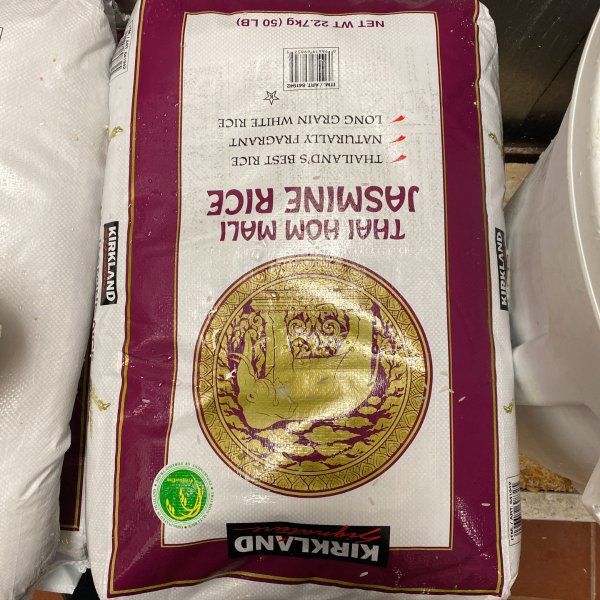 KIRKLAND
Signature
THAI HOM MALI
JASMINE RICE
THAILAND'S BEST RICE
NATURALLY FRAGRANT
LONG GRAIN WHITE RICE
ITM. / ART. 841942
NET WT 22.7kg (50 LB)
KIRKLAND
KIRKLAND